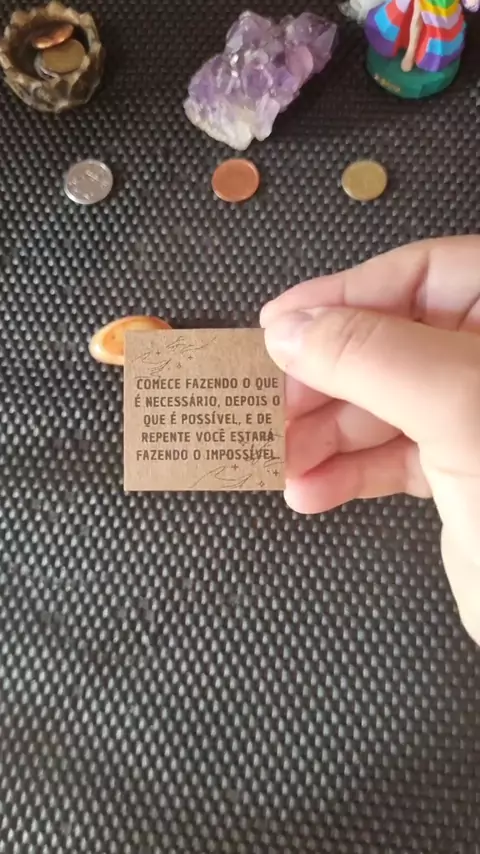 COMECE FAZENDO O QUE
É NECESSÁRIO, DEPOIS O
QUE É POSSÍVEL, E DE
REPENTE VOCÊ ESTARÁ
FAZENDO O IMPOSSÍVEL.